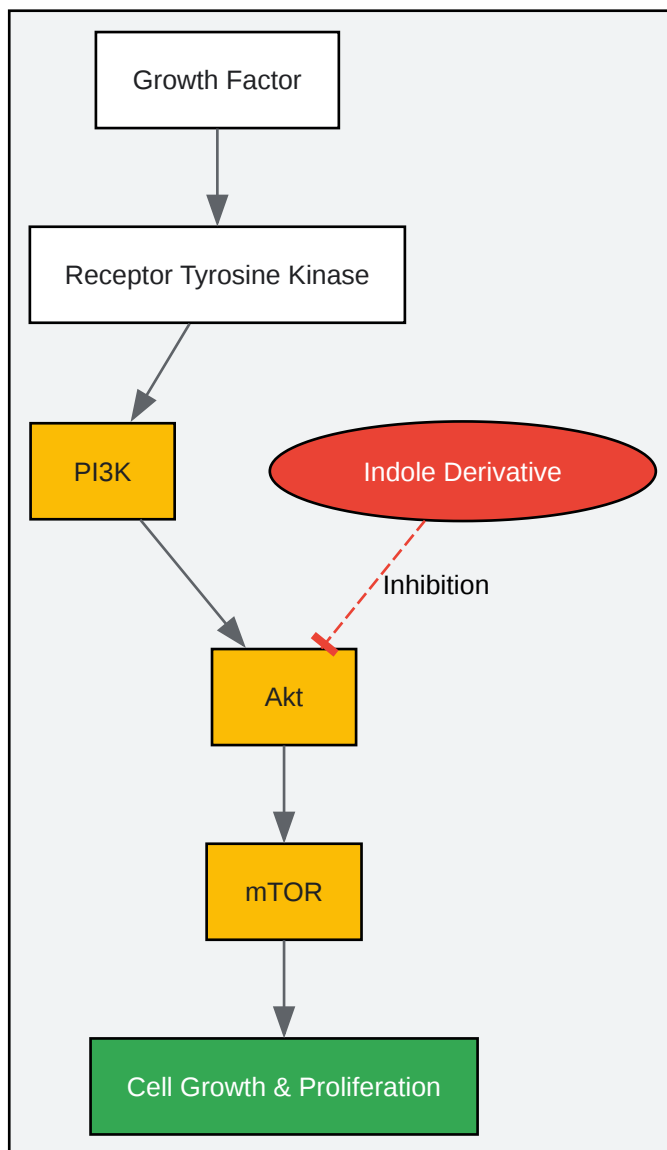 Growth Factor
Receptor Tyrosine Kinase
PI3K
Indole Derivative
Inhibition
Akt
mTOR
Cell Growth & Proliferation